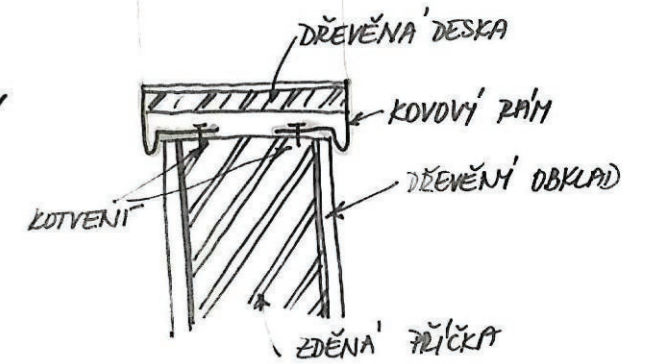 DŘEVĚNÁ DESKA
KOVOVÝ RÁM
DŘEVĚNÝ OBKLAD
KOTVENÍ
ZDĚNÁ PŘÍČKA